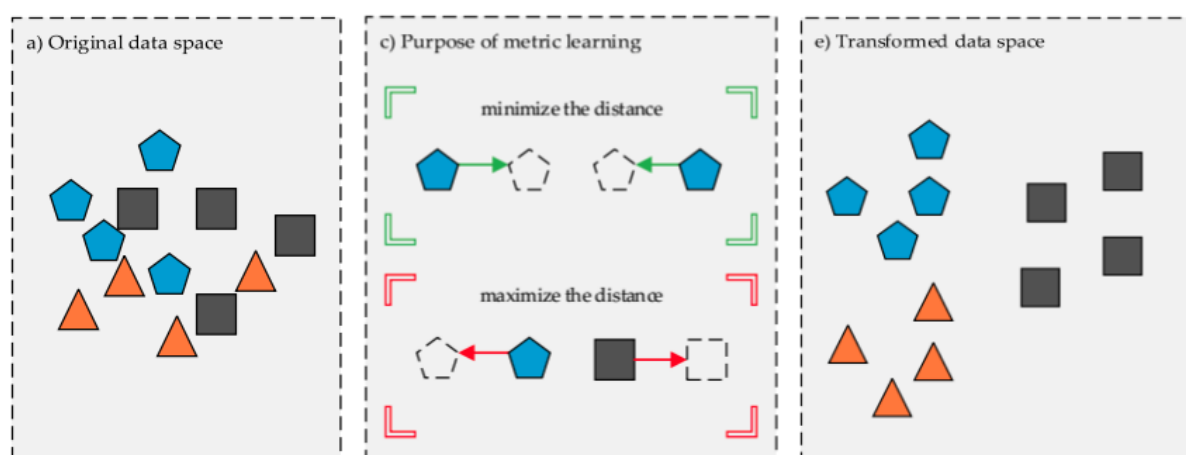 a) Original data space
c) Purpose of metric learning
minimize the distance
maximize the distance
e) Transformed data space